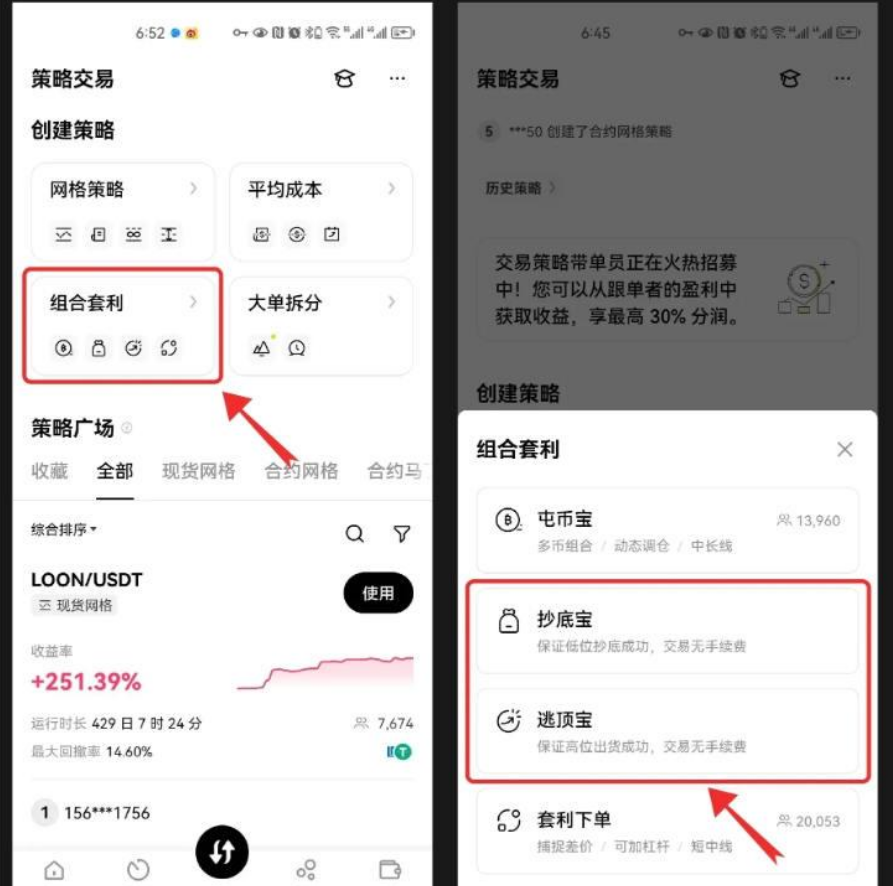 6:52
策略交易
创建策略
网格策略
平均成本
组合套利
大单拆分
策略广场
收藏 全部 现货网格 合约网格 合约马
综合排序
LOON/USDT
现货网格
使用
收益率
+251.39%
运行时长 429 日 7 时 24 分
7,674
最大回撤率 14.60%
1 156***1756
6:45
策略交易
5 ***50 创建了合约网格策略
历史策略
交易策略带单员正在火热招募
中！您可以从跟单者的盈利中
获取收益，享最高 30% 分润。
创建策略
组合套利
屯币宝
13,960
多币组合 / 动态调仓 / 中长线
抄底宝
保证低位抄底成功，交易无手续费
逃顶宝
保证高位出货成功，交易无手续费
套利下单
20,053
捕捉差价 / 可加杠杆 / 短中线